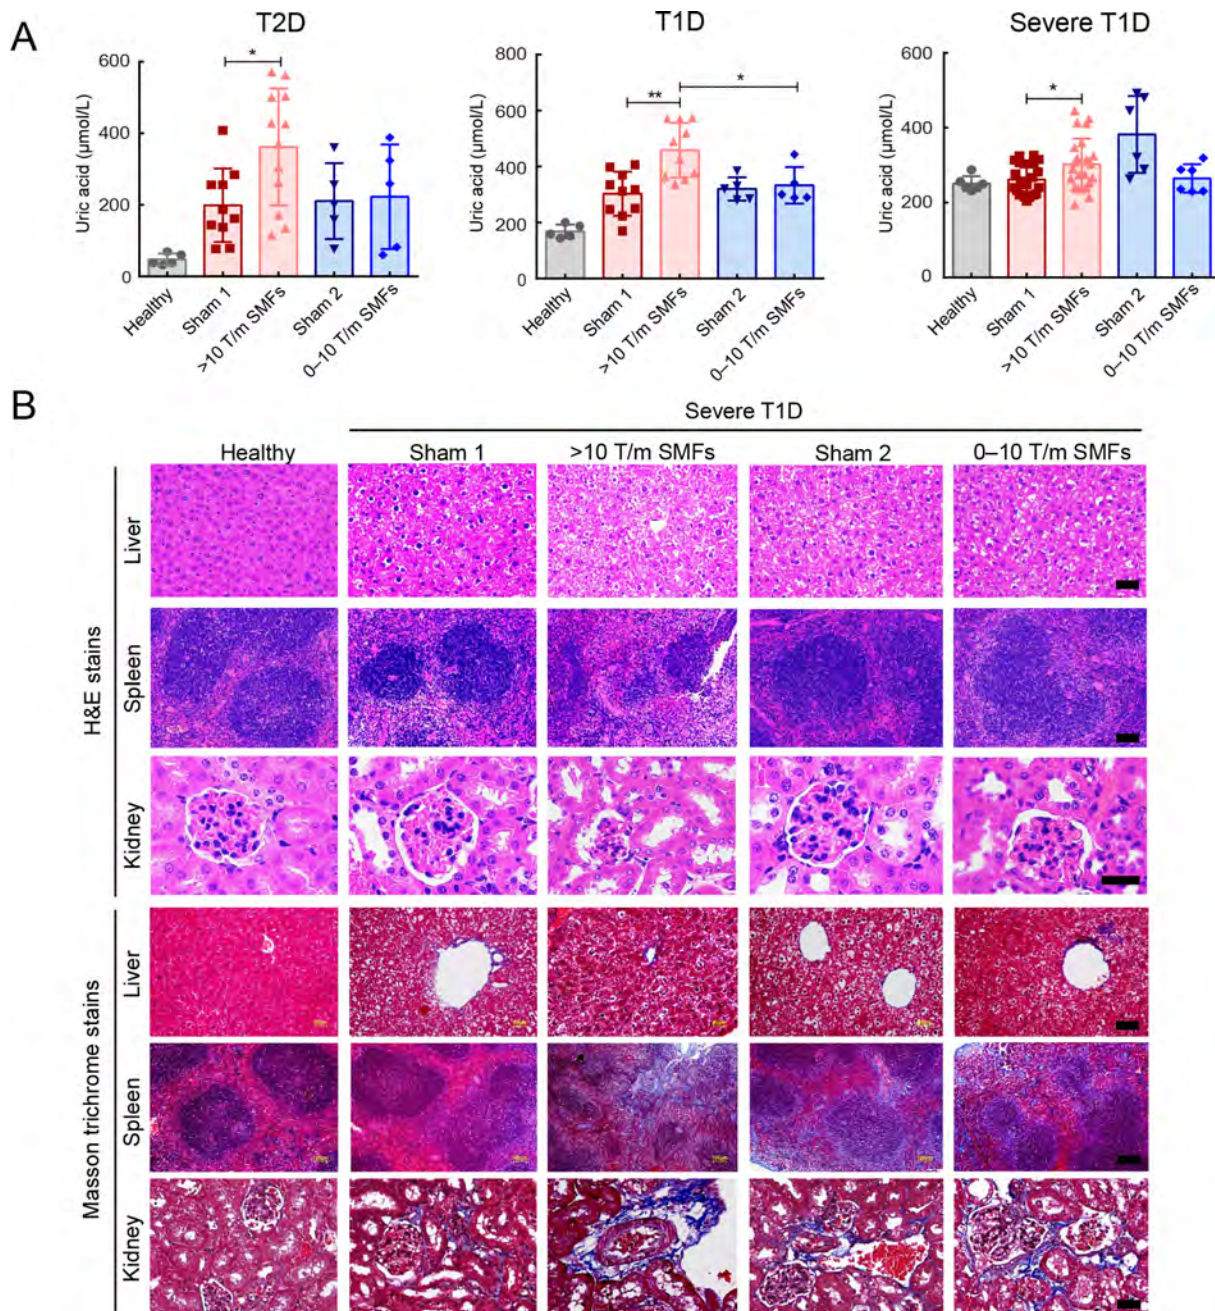 A
T2D
T1D
Severe T1D
Uric acid (μmol/L)
600
400
200
0
*
Healthy
Sham 1
>10 T/m SMFs
Sham 2
0–10 T/m SMFs
Uric acid (μmol/L)
800
600
400
200
0
**
*
Healthy
Sham 1
>10 T/m SMFs
Sham 2
0–10 T/m SMFs
Uric acid (μmol/L)
600
400
200
0
*
Healthy
Sham 1
>10 T/m SMFs
Sham 2
0–10 T/m SMFs
B
Severe T1D
Healthy
Sham 1
>10 T/m SMFs
Sham 2
0–10 T/m SMFs
H&E stains
Liver
Spleen
Kidney
Masson trichrome stains
Liver
Spleen
Kidney